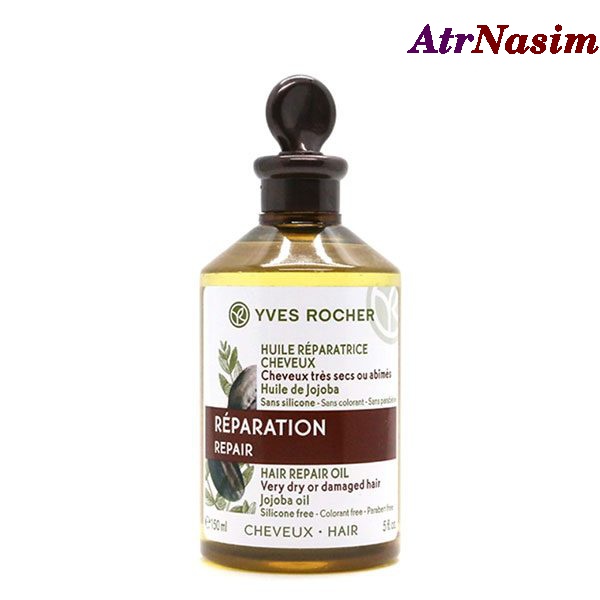 AtrNasim
YVES ROCHER
HUILE RÉPARATRICE
CHEVEUX
Cheveux très secs ou abîmés
Huile de Jojoba
Sans silicone - Sans colorant - Sans parabène
RÉPARATION
REPAIR
HAIR REPAIR OIL
Very dry or damaged hair
Jojoba oil
Silicone free - Colorant free - Paraben free
℮150 ml 5 fl.oz.
CHEVEUX • HAIR